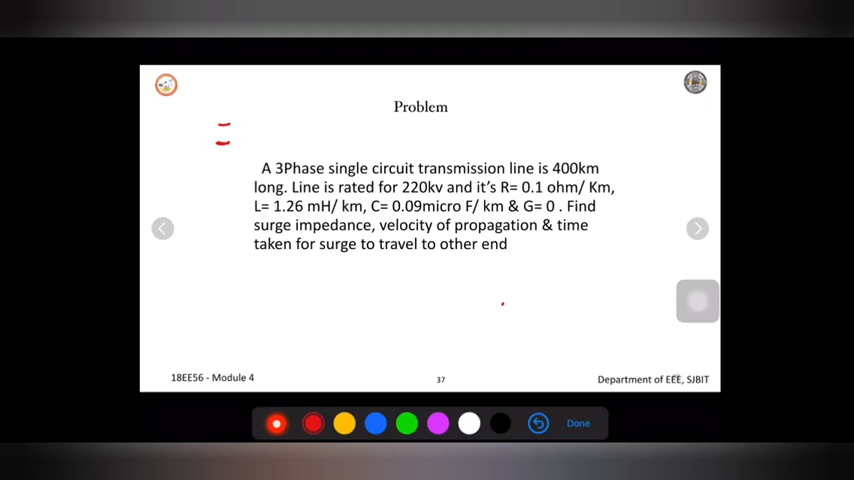 Problem
A 3Phase single circuit transmission line is 400km
long. Line is rated for 220kv and it's R= 0.1 ohm/ Km,
L= 1.26 mH/ km, C= 0.09micro F/ km & G= 0 . Find
surge impedance, velocity of propagation & time
taken for surge to travel to other end
18EE56 - Module 4
37
Department of EEE, SJBIT
Done